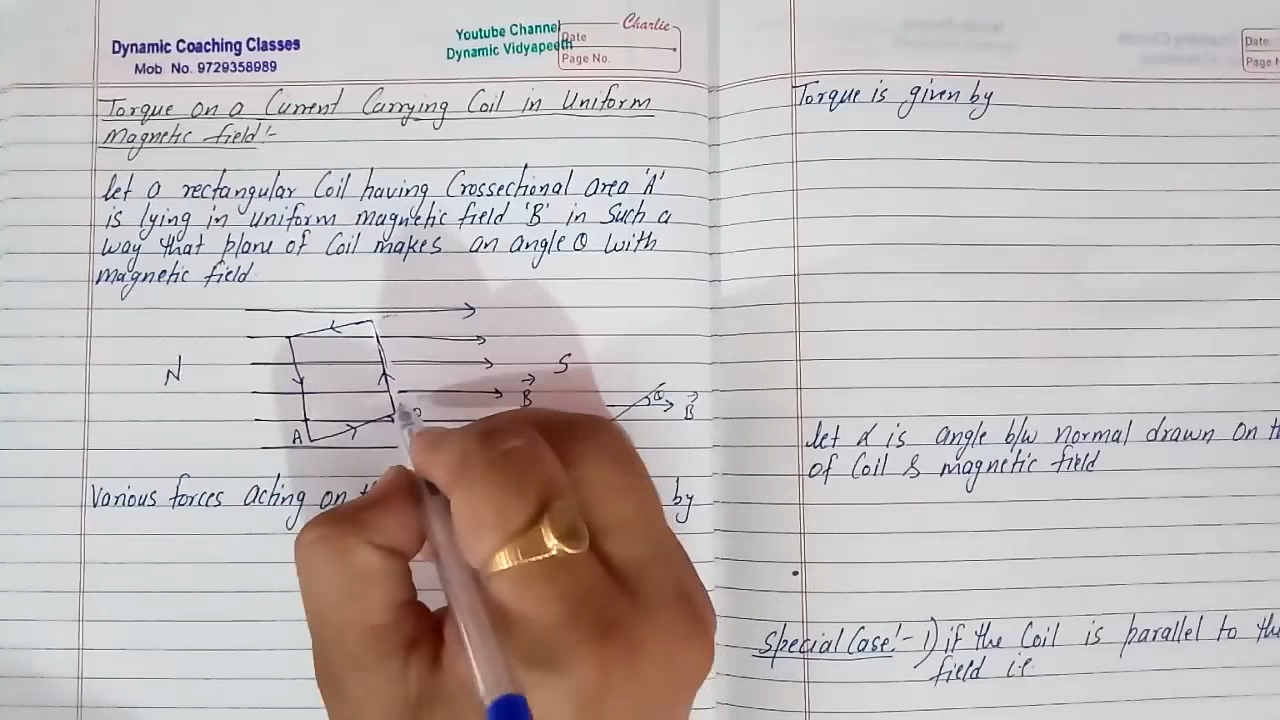 Dynamic Coaching Classes
Mob No. 9729358989
Youtube Channel
Dynamic Vidyapeeth
Charlie
Date
Page No.
Torque on a Current Carrying Coil in Uniform
Magnetic field:-
let a rectangular Coil having Crossectional area 'A'
is lying in uniform magnetic field 'B' in Such a
way that plane of Coil makes an angle θ with
magnetic field.
N
S
B
A
θ
B
Various forces acting on
by
Date:
Page
Torque is given by
let α is angle b/w normal drawn on
of Coil & magnetic field
Special Case:- 1) if the Coil is parallel to
field ie